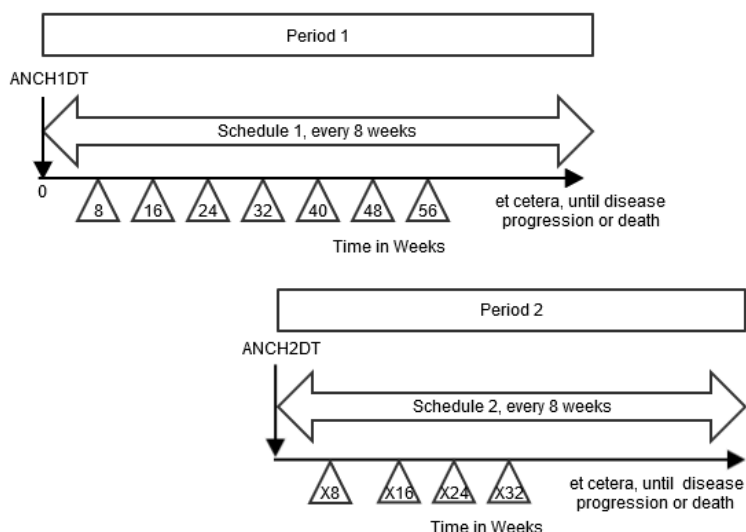 Period 1
ANCH1DT
Schedule 1, every 8 weeks
0
8 16 24 32 40 48 56
et cetera, until disease
progression or death
Time in Weeks
Period 2
ANCH2DT
Schedule 2, every 8 weeks
X8 X16 X24 X32
et cetera, until disease
progression or death
Time in Weeks